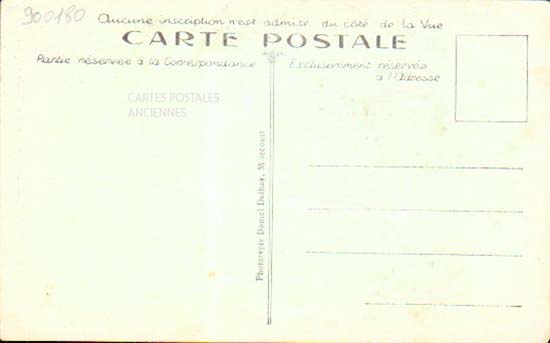 900180
Aucune inscription n'est admise du côté de la Vue
CARTE POSTALE
Partie réservée à la Correspondance
Exclusivement réservée
à l'Adresse
CARTES POSTALES
ANCIENNES
Phototypie Daniel Delboy,